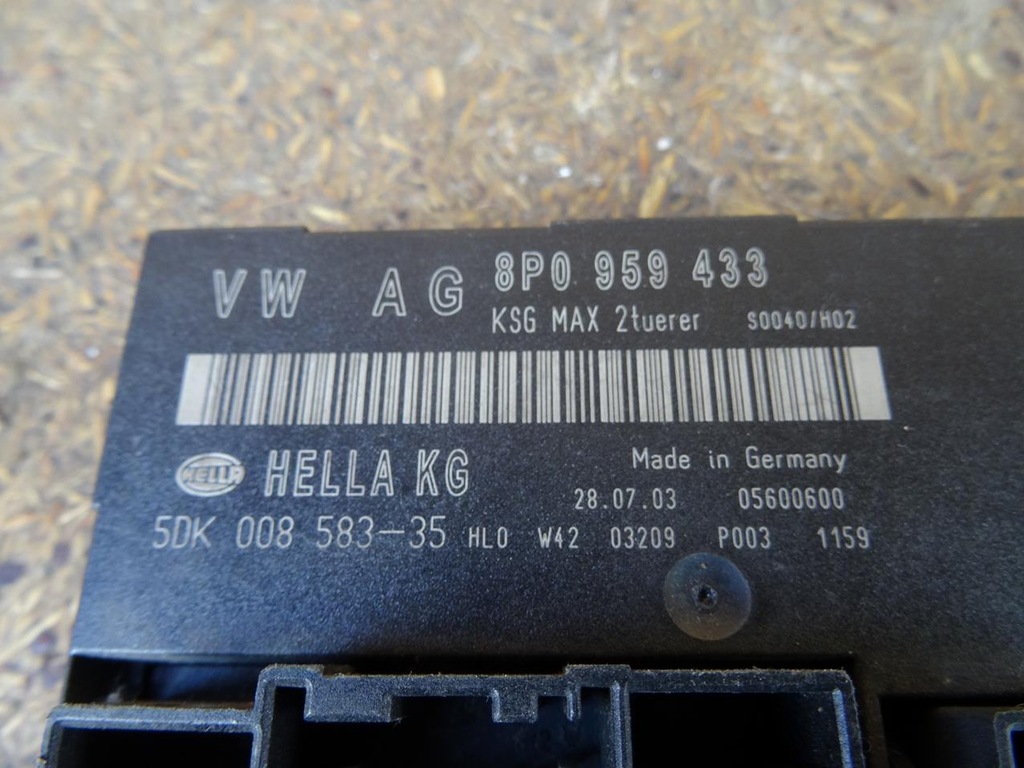 VW AG 8P0 959 433
KSG MAX 2tuerer S0040/H02
HELLA HELLA KG Made in Germany
28.07.03 05600600
5DK 008 583-35 HL0 W42 03209 P003 1159